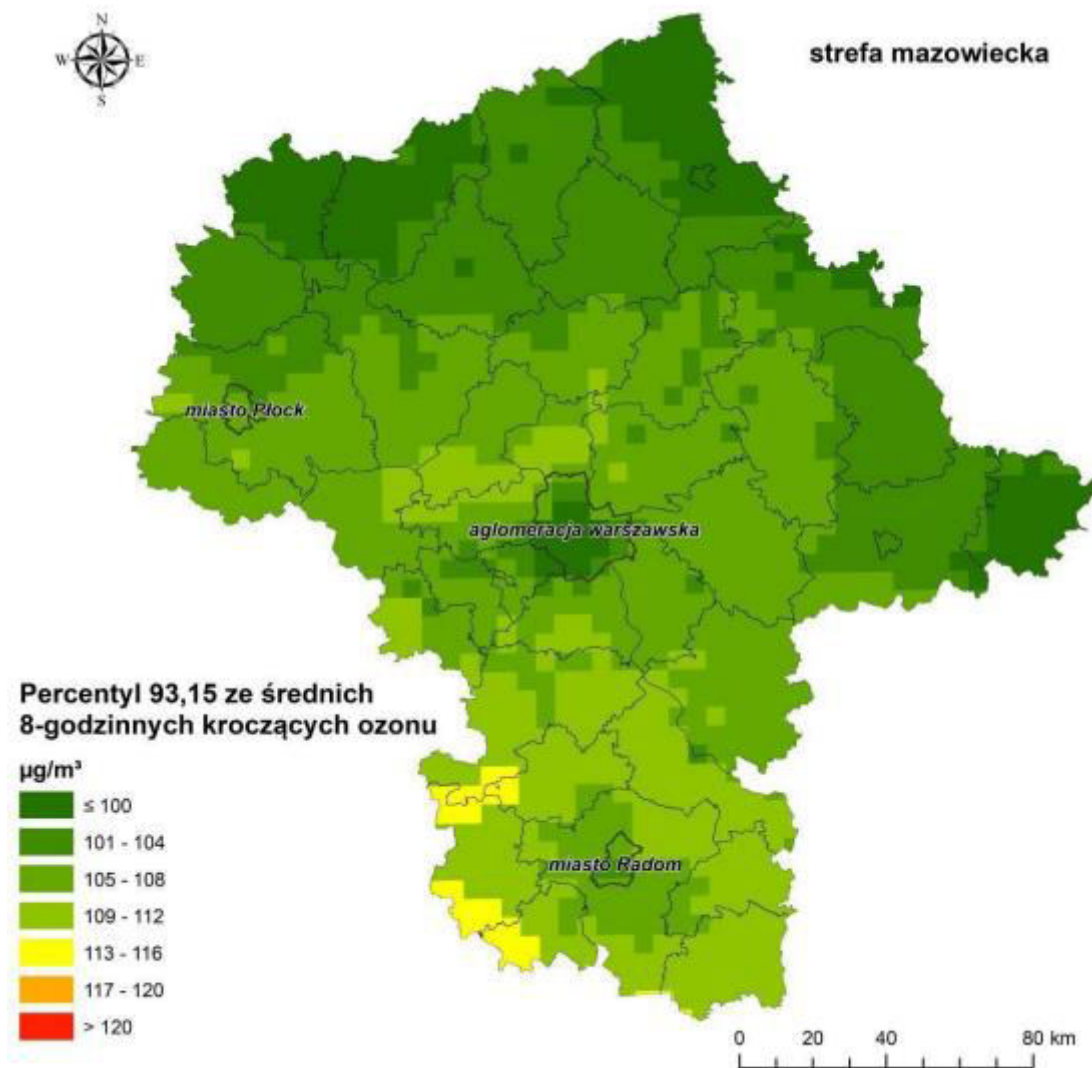 N
W E
S
strefa mazowiecka
miasto Płock
aglomeracja warszawska
Percentyl 93,15 ze średnich
8-godzinnych kroczących ozonu
µg/m³
≤ 100
101 - 104
105 - 108
109 - 112
113 - 116
117 - 120
> 120
miasto Radom
0 20 40 80 km